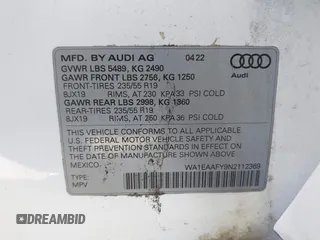 MFD. BY AUDI AG 04 22
GVWR LBS 5489, KG 2490
GAWR FRONT LBS 2756, KG 1250
FRONT-TIRES 235/55 R19
8JX19 RIMS, AT 230 KPA/33 PSI COLD
GAWR REAR LBS 2998, KG 1360
REAR-TIRES 235/55 R19
8JX19 RIMS, AT 250 KPA/36 PSI COLD
Audi
THIS VEHICLE CONFORMS TO ALL APPLICABLE
U.S. FEDERAL MOTOR VEHICLE SAFETY
AND THEFT PREVENTION STANDARDS IN EFFECT
ON THE DATE OF MANUFACTURE SHOWN ABOVE
MEXICO
WA1EAAFY9N2112369
TYPE:
MPV
DRIVE AND BID